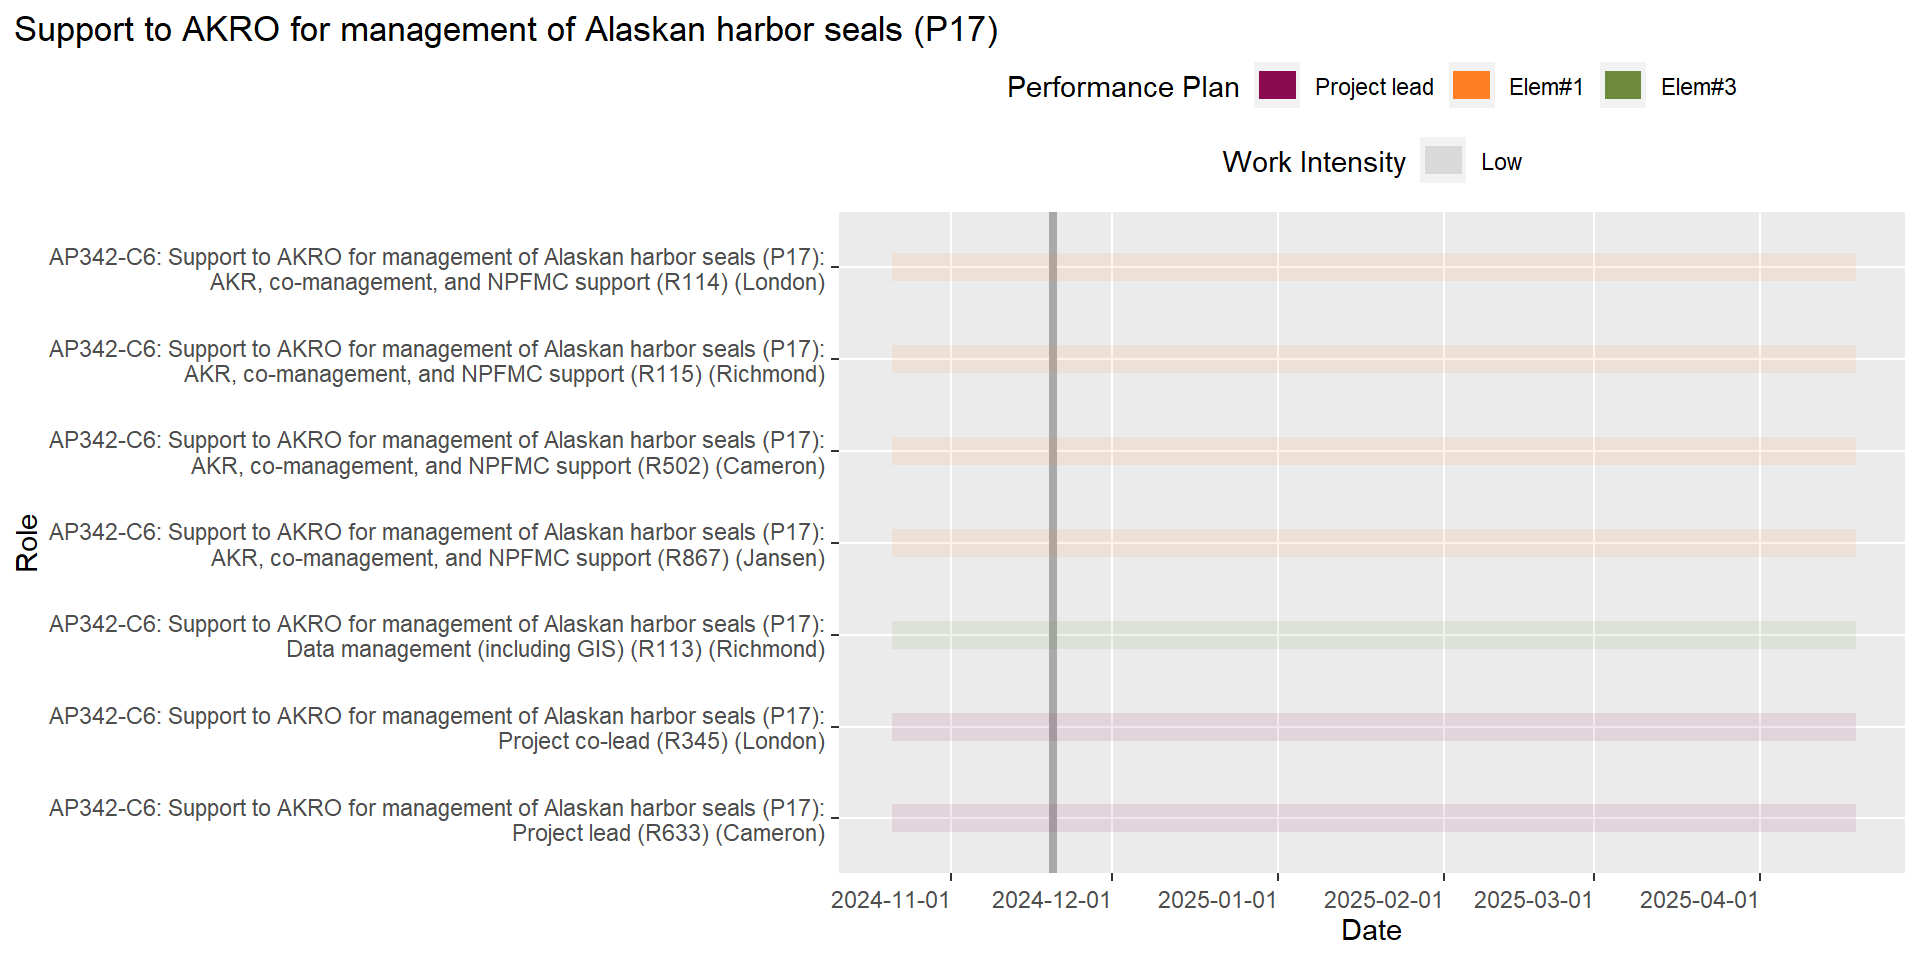 Support to AKRO for management of Alaskan harbor seals (P17)
Performance Plan Project lead Elem#1 Elem#3
Work Intensity Low
AP342-C6: Support to AKRO for management of Alaskan harbor seals (P17):
AKR, co-management, and NPFMC support (R114) (London)
AP342-C6: Support to AKRO for management of Alaskan harbor seals (P17):
AKR, co-management, and NPFMC support (R115) (Richmond)
AP342-C6: Support to AKRO for management of Alaskan harbor seals (P17):
AKR, co-management, and NPFMC support (R502) (Cameron)
AP342-C6: Support to AKRO for management of Alaskan harbor seals (P17):
AKR, co-management, and NPFMC support (R867) (Jansen)
AP342-C6: Support to AKRO for management of Alaskan harbor seals (P17):
Data management (including GIS) (R113) (Richmond)
AP342-C6: Support to AKRO for management of Alaskan harbor seals (P17):
Project co-lead (R345) (London)
AP342-C6: Support to AKRO for management of Alaskan harbor seals (P17):
Project lead (R633) (Cameron)
Role
2024-11-01 2024-12-01 2025-01-01 2025-02-01 2025-03-01 2025-04-01
Date